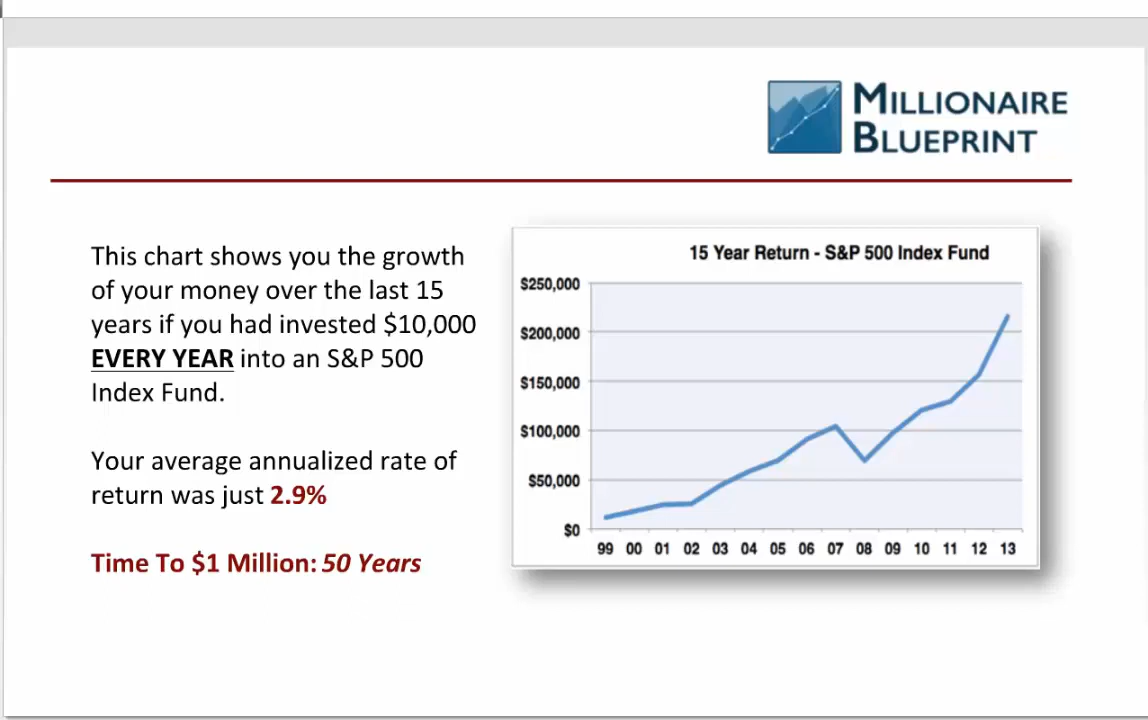 MILLIONAIRE
BLUEPRINT
This chart shows you the growth
of your money over the last 15
years if you had invested $10,000
EVERY YEAR into an S&P 500
Index Fund.
Your average annualized rate of
return was just 2.9%
Time To $1 Million: 50 Years
15 Year Return - S&P 500 Index Fund
$250,000
$200,000
$150,000
$100,000
$50,000
$0
99 00 01 02 03 04 05 06 07 08 09 10 11 12 13